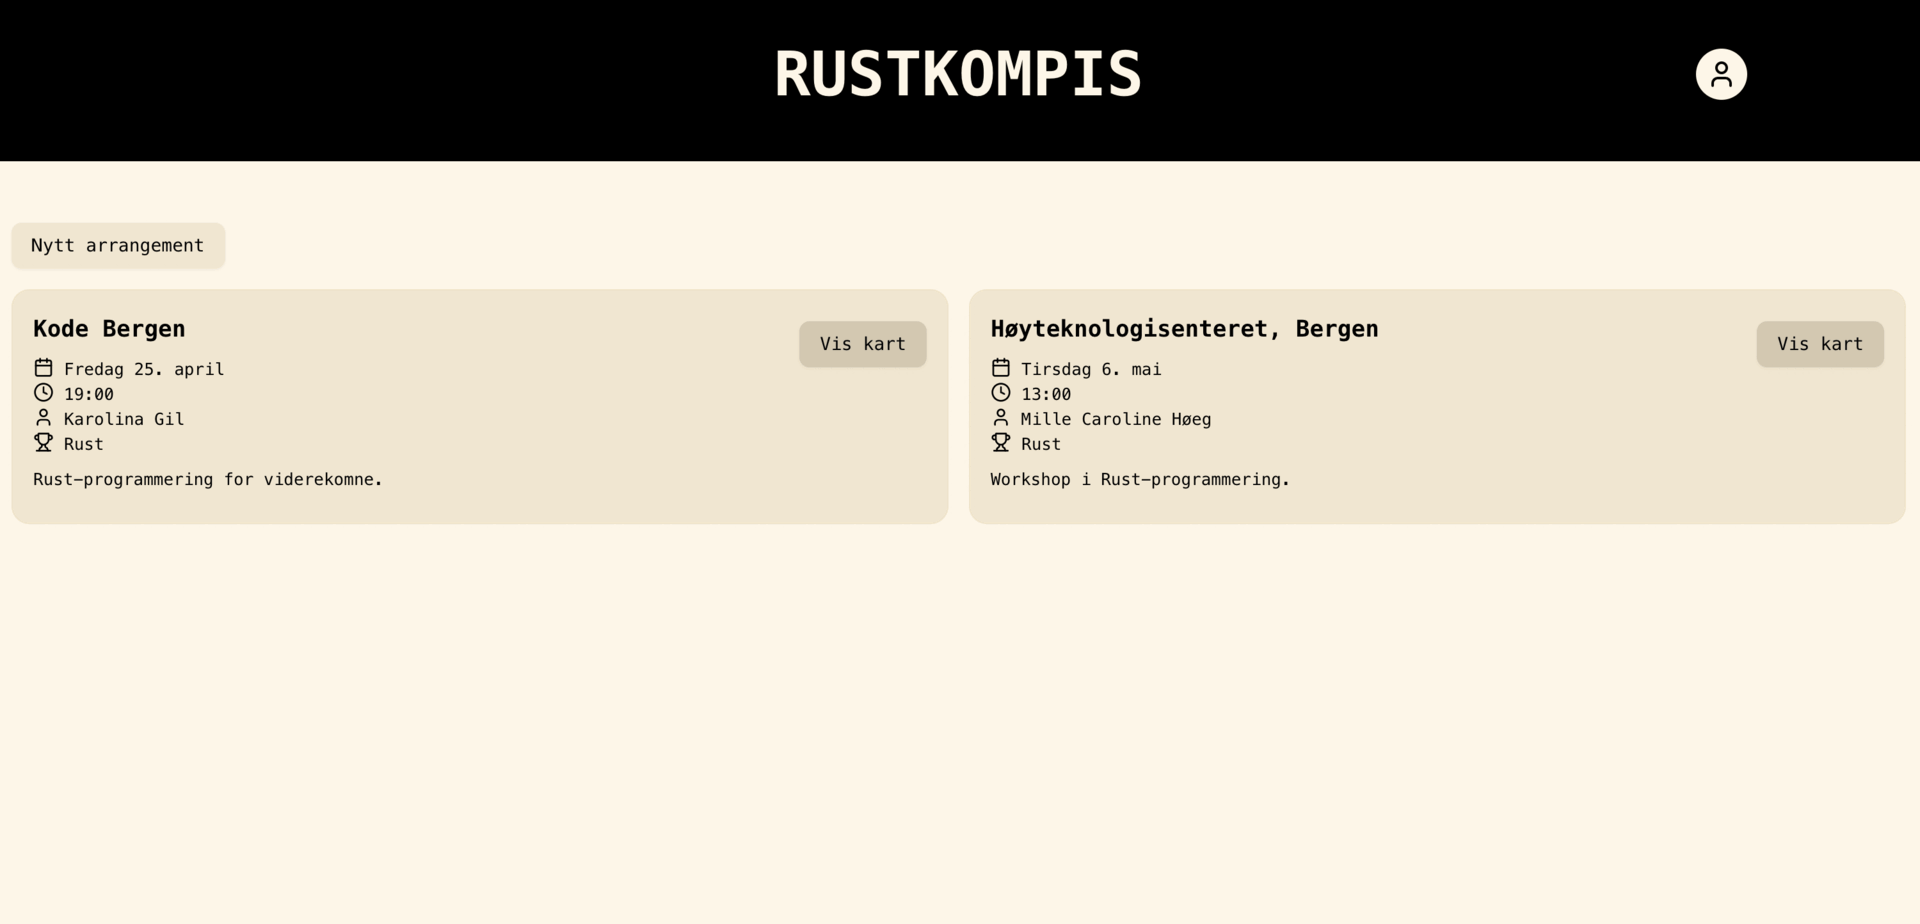 RUSTKOMPIS
Nytt arrangement
Kode Bergen
Vis kart
Fredag 25. april
19:00
Karolina Gil
Rust
Rust-programmering for viderekomne.
Høyteknologisenteret, Bergen
Vis kart
Tirsdag 6. mai
13:00
Mille Caroline Høeg
Rust
Workshop i Rust-programmering.